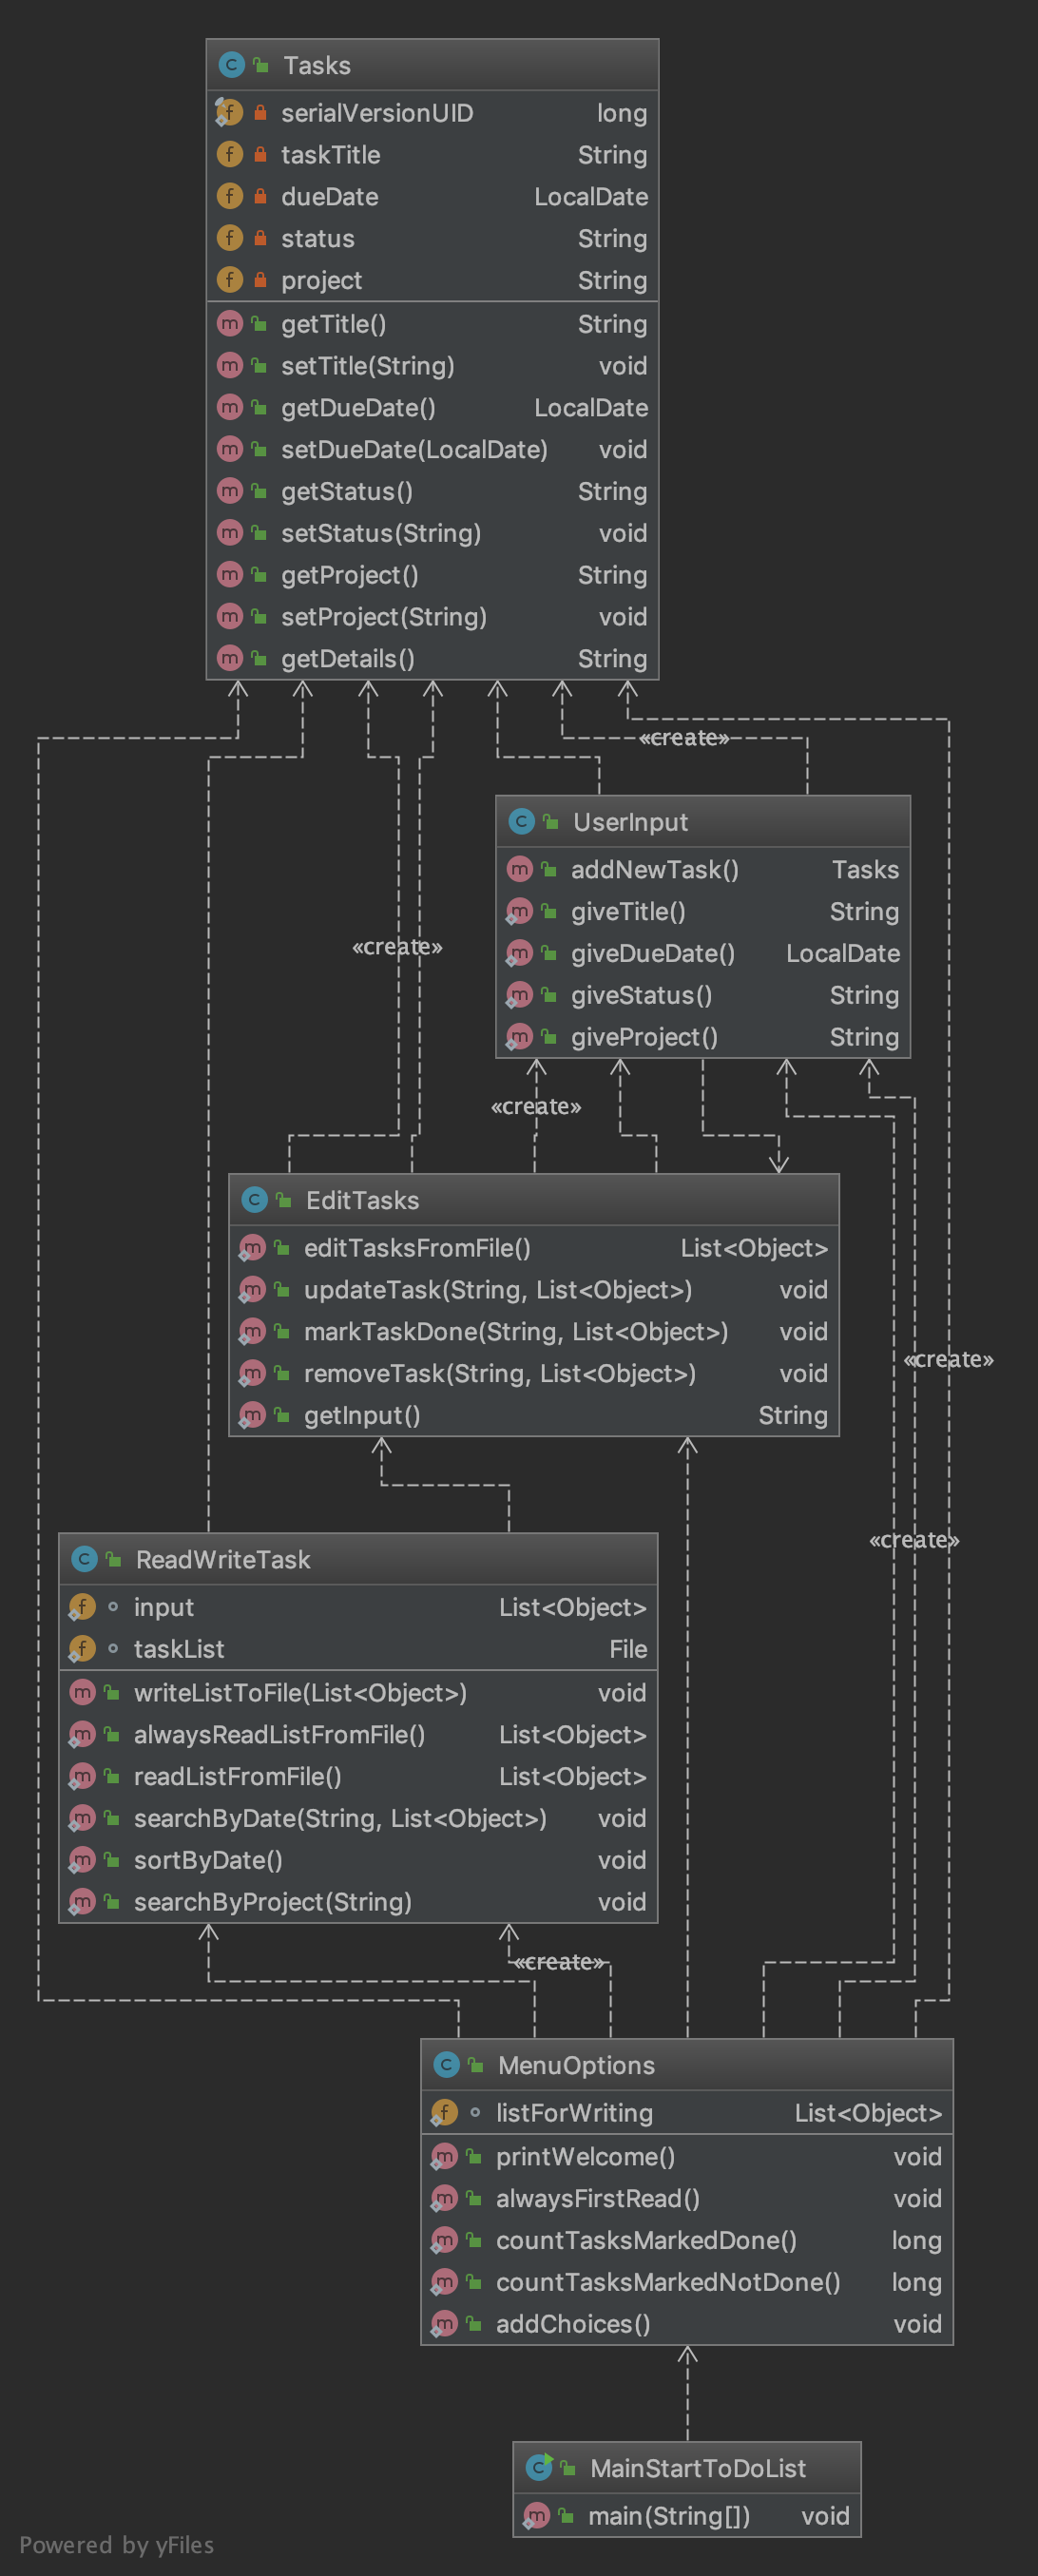 Tasks
serialVersionUID long
taskTitle String
dueDate LocalDate
status String
project String
getTitle() String
setTitle(String) void
getDueDate() LocalDate
setDueDate(LocalDate) void
getStatus() String
setStatus(String) void
getProject() String
setProject(String) void
getDetails() String
«create»
UserInput
addNewTask() Tasks
giveTitle() String
giveDueDate() LocalDate
giveStatus() String
giveProject() String
«create»
«create»
EditTasks
editTasksFromFile() List<Object>
updateTask(String, List<Object>) void
markTaskDone(String, List<Object>) void
removeTask(String, List<Object>) void
getInput() String
«create»
«create»
ReadWriteTask
input List<Object>
taskList File
writeListToFile(List<Object>) void
alwaysReadListFromFile() List<Object>
readListFromFile() List<Object>
searchByDate(String, List<Object>) void
sortByDate() void
searchByProject(String) void
«create»
MenuOptions
listForWriting List<Object>
printWelcome() void
alwaysFirstRead() void
countTasksMarkedDone() long
countTasksMarkedNotDone() long
addChoices() void
MainStartToDoList
main(String[]) void
Powered by yFiles